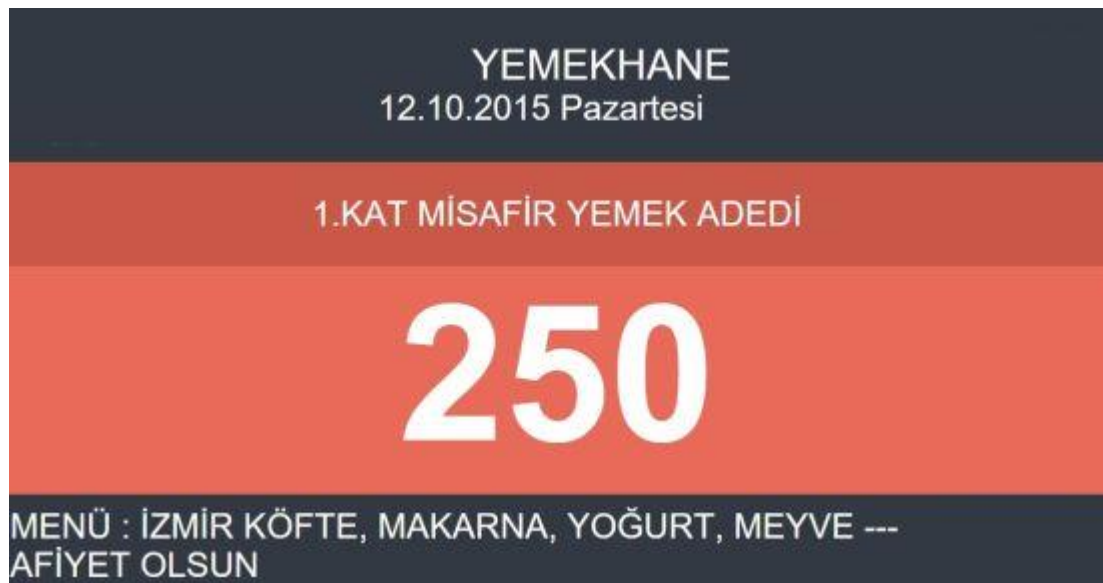 YEMEKHANE
12.10.2015 Pazartesi
1.KAT MİSAFİR YEMEK ADEDİ
250
MENÜ : İZMİR KÖFTE, MAKARNA, YOĞURT, MEYVE ---
AFİYET OLSUN